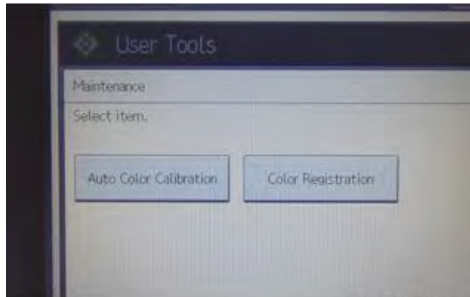 User Tools
Maintenance
Select item.
Auto Color Calibration
Color Registration